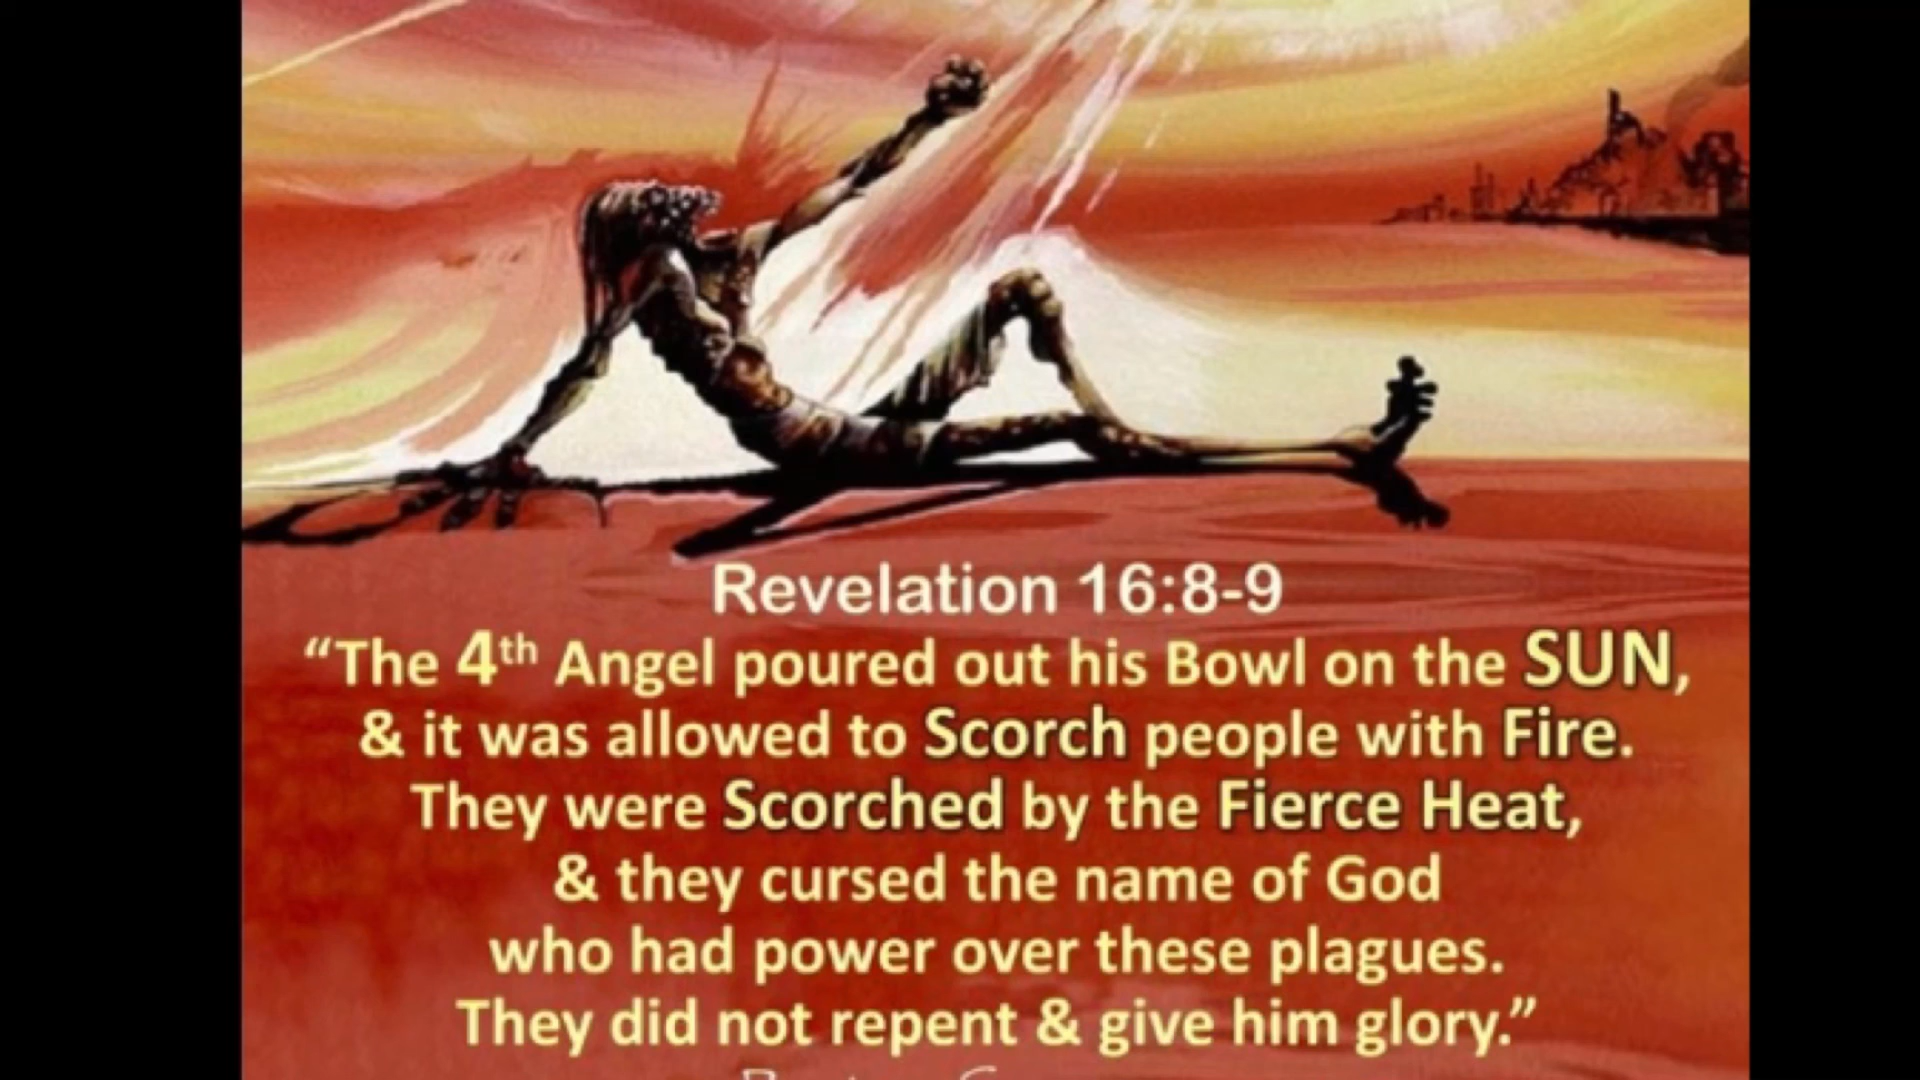 Revelation 16:8-9
“The 4th Angel poured out his Bowl on the SUN,
& it was allowed to Scorch people with Fire.
They were Scorched by the Fierce Heat,
& they cursed the name of God
who had power over these plagues.
They did not repent & give him glory.”